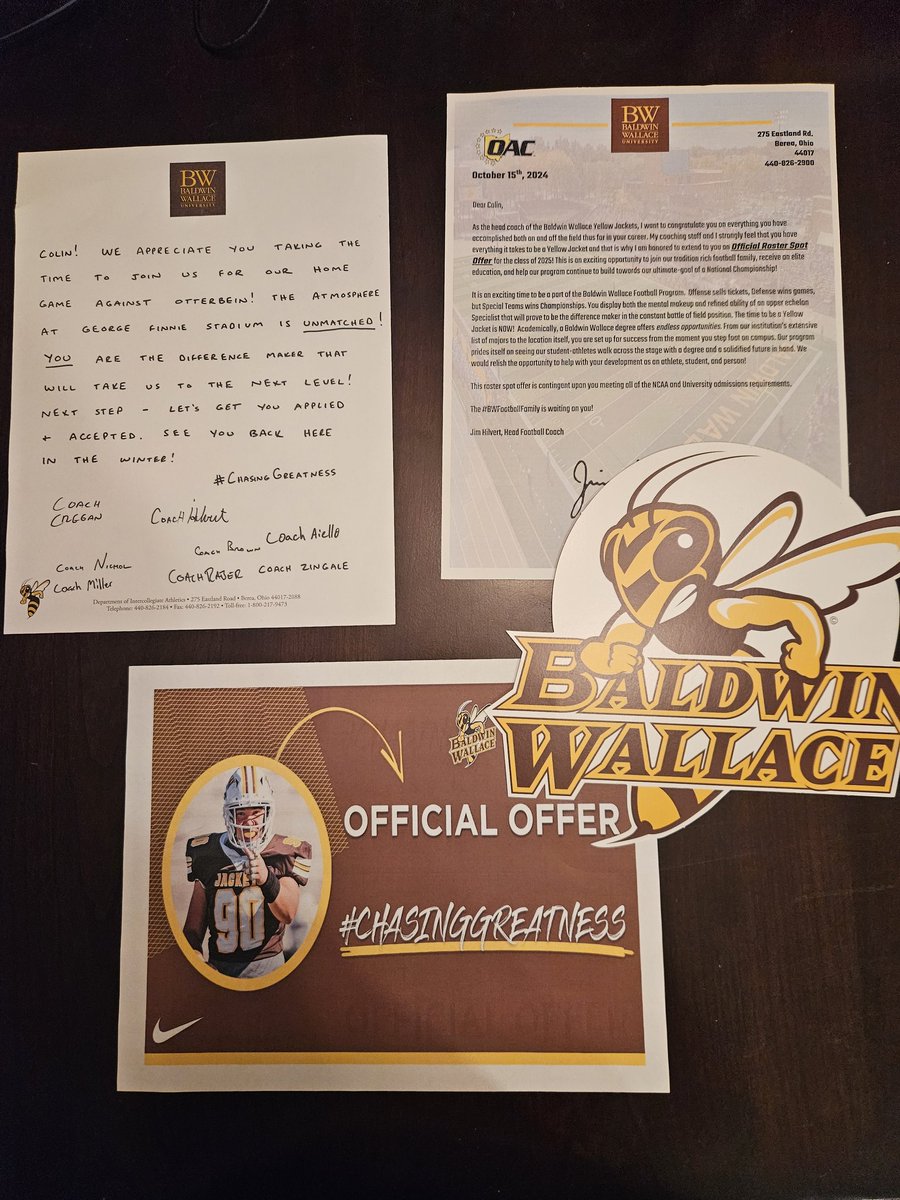 BW
BALDWIN
WALLACE
UNIVERSITY
COLIN! WE APPRECIATE YOU TAKING THE
TIME TO JOIN US FOR OUR HOME
GAME AGAINST OTTERBEIN! THE ATMOSPHERE
AT GEORGE FINNIE STADIUM IS UNMATCHED!
YOU ARE THE DIFFERENCE MAKER THAT
WILL TAKE US TO THE NEXT LEVEL!
NEXT STEP - LET'S GET YOU APPLIED
+ ACCEPTED. SEE YOU BACK HERE
IN THE WINTER!
#CHASINGGREATNESS
COACH
CREGAN
COACH Hilvert
COACH BROWN
COACH Aiello
COACH NICHOL
Coach Miller
COACH
COACH ZINGALE
Department of Intercollegiate Athletics • 275 Eastland Road • Berea, Ohio 44017-2088
Telephone: 440-826-2184 • Fax: 440-826-2192 • Toll-free: 1-800-217-9473
OAC
BW
BALDWIN
WALLACE
UNIVERSITY
275 Eastland Rd.
Berea, Ohio
44017
440-826-2900
October 15th, 2024
Dear Colin,
As the head coach of the Baldwin Wallace Yellow Jackets, I want to congratulate you on everything you have
accomplished both on and off the field thus far in your career. My coaching staff and I strongly feel that you have
everything it takes to be a Yellow Jacket and that is why I am honored to extend to you an Official Roster Spot
Offer for the class of 2025! This is an exciting opportunity to join our tradition rich football family, receive an elite
education, and help our program continue to build towards our ultimate-goal of a National Championship!
It is an exciting time to be a part of the Baldwin Wallace Football Program. Offense sells tickets, Defense wins games,
but Special Teams wins Championships. You display both the mental makeup and refined ability of an upper echelon
Specialist that will prove to be the difference maker in the constant battle of field position. The time to be a Yellow
Jacket is NOW! Academically, a Baldwin Wallace degree offers endless opportunities. From our institution's extensive
list of majors to the location itself, you are set up for success from the moment you step foot on campus. Our program
prides itself on seeing our student-athletes walk across the stage with a degree and a solidified future in hand. We
would relish the opportunity to help with your development as an athlete, student, and person!
This roster spot offer is contingent upon you meeting all of the NCAA and University admissions requirements.
The #BWFootballFamily is waiting on you!
Jim Hilvert, Head Football Coach
BALDWIN
WALLACE
©
BALDWIN
WALLACE
OFFICIAL OFFER
#CHASINGGREATNESS
JACKETS
90
90